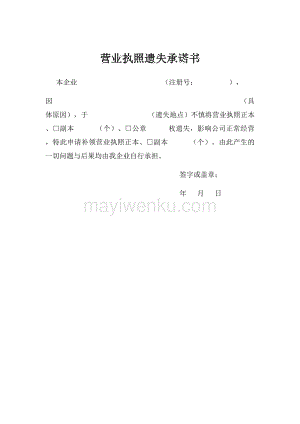 营业执照遗失承诺书
本企业 （注册号： ）、
因 （具
体原因），于 （遗失地点）不慎将营业执照正本
、□副本 （个）、□公章 枚遗失，影响公司正常经营
，特此申请补领营业执照正本、□副本 （个）。由此产生的
一切问题与后果均由我企业自行承担。
签字或盖章：
年 月 日
mayiwenku.com